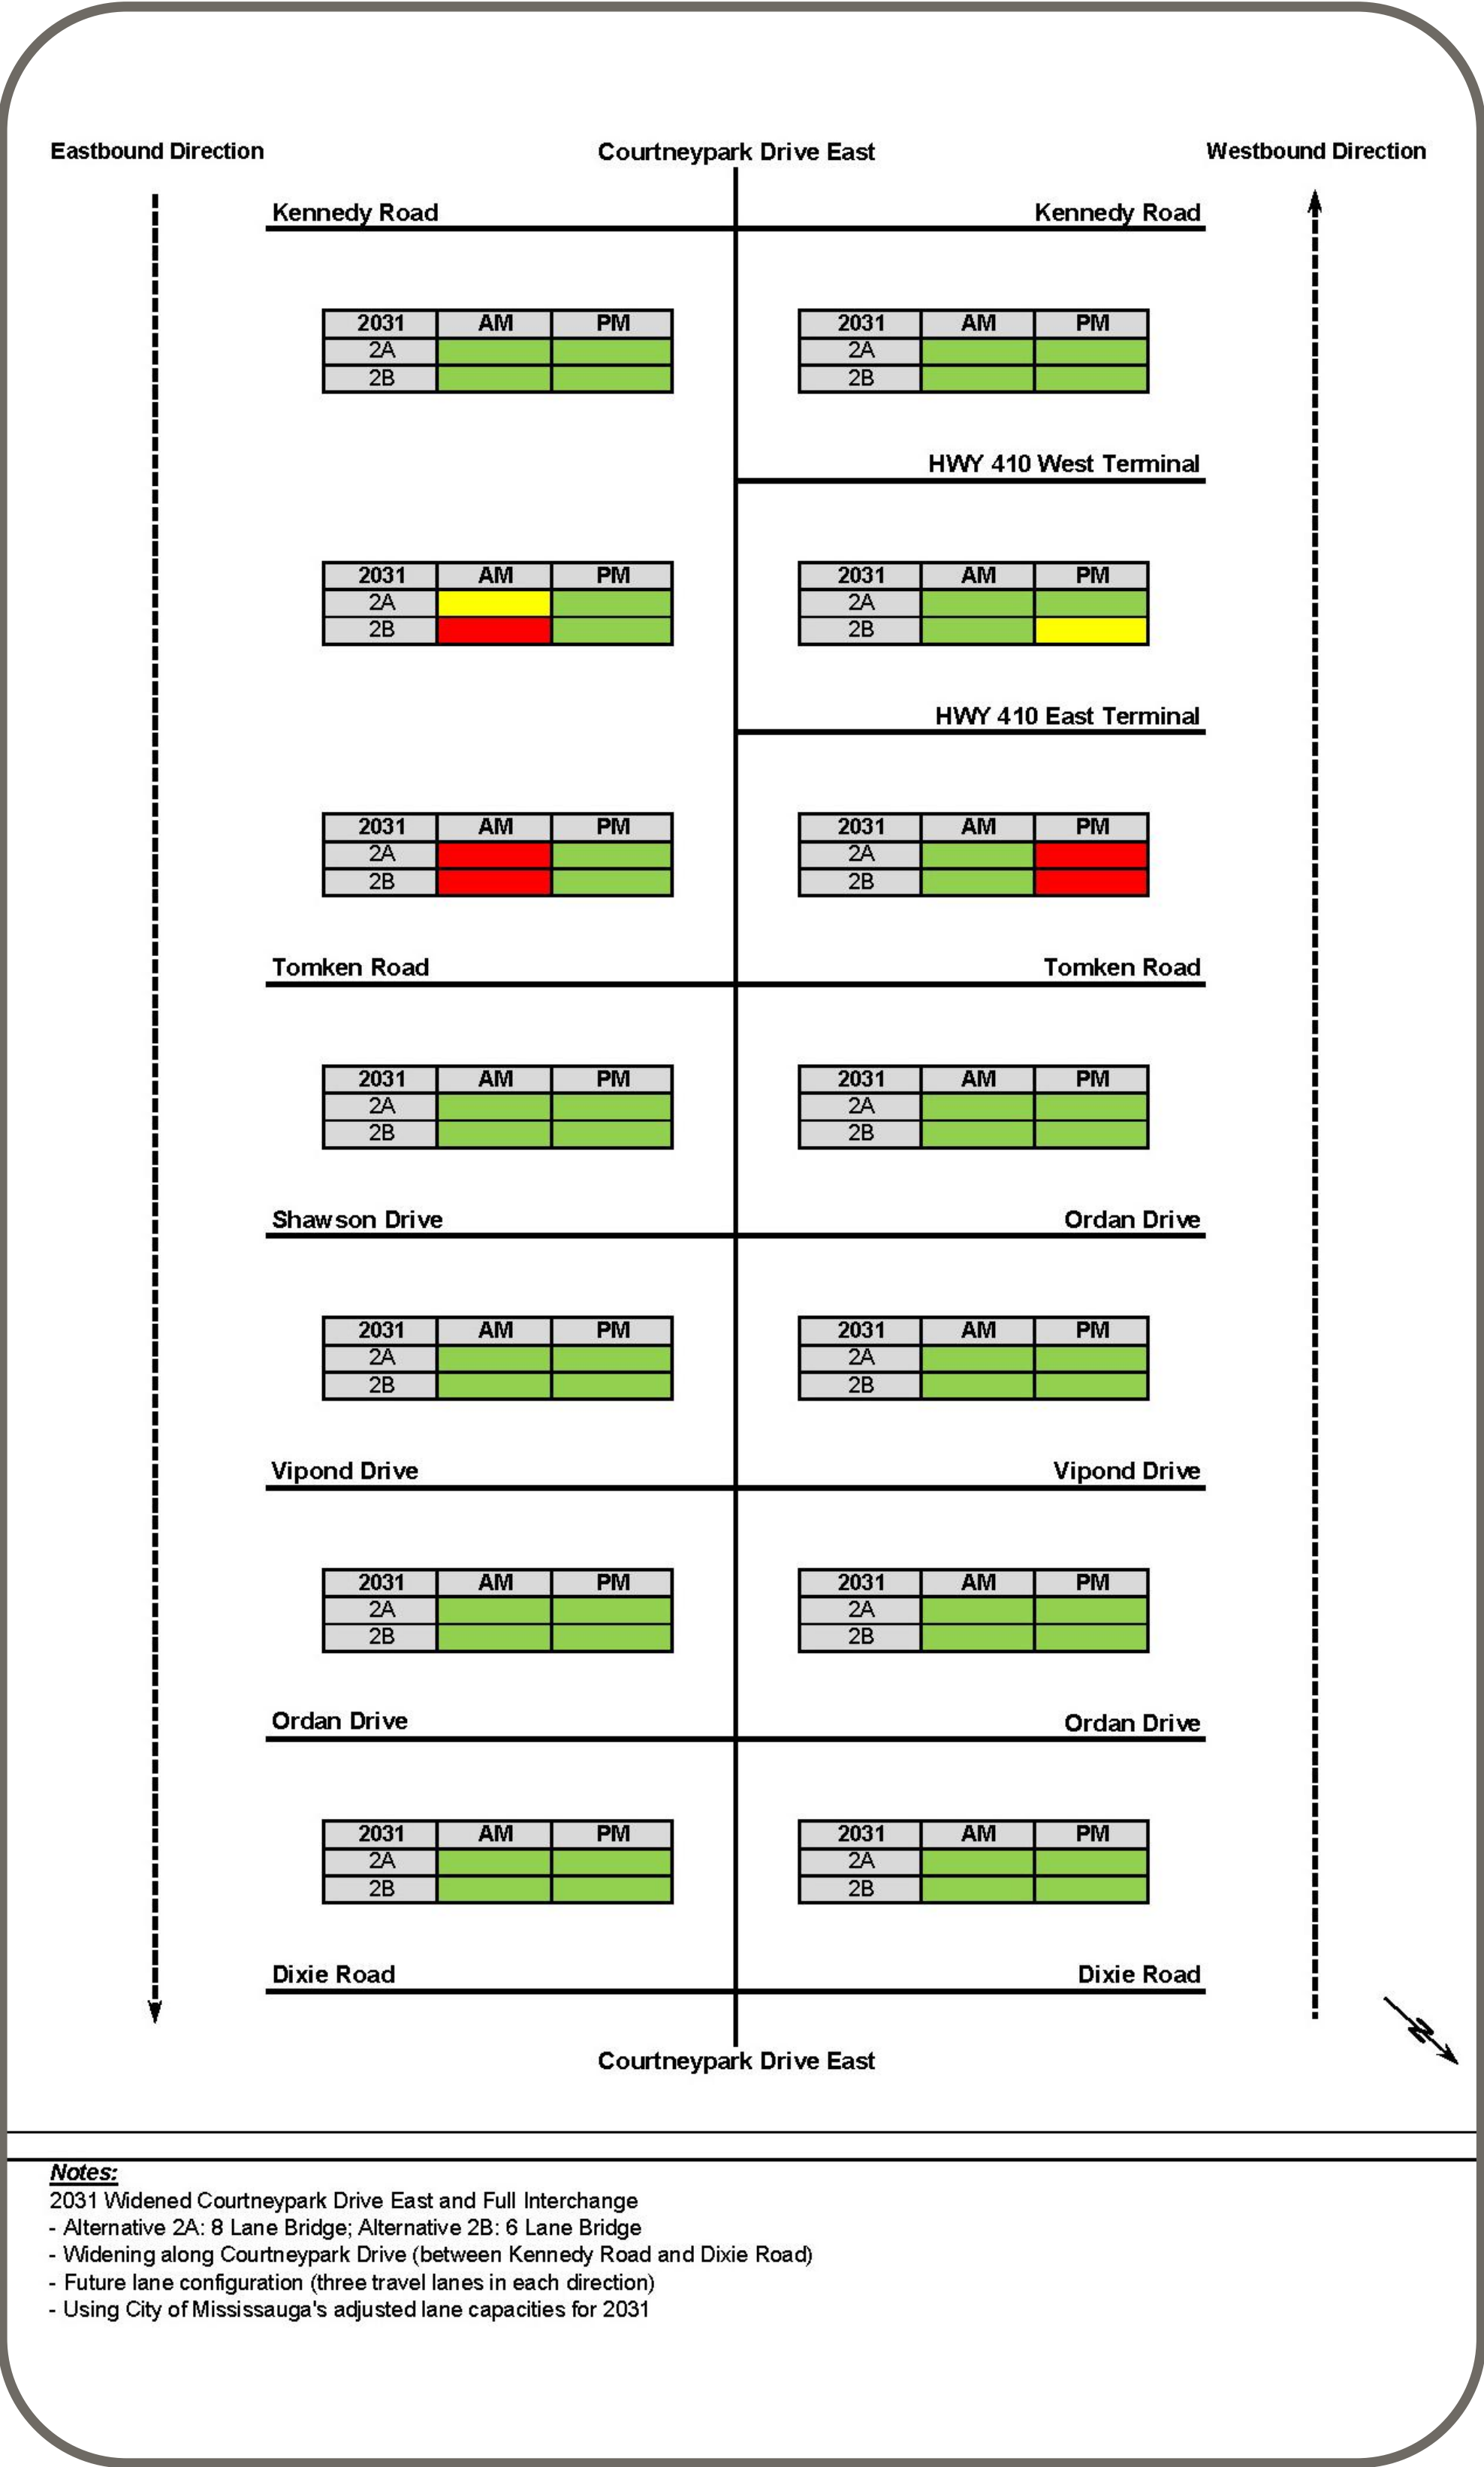 Eastbound Direction Courtneypark Drive East Westbound Direction
Kennedy Road Kennedy Road
2031 AM PM 2031 AM PM
2A 2A
2B 2B
HWY 410 West Terminal
2031 AM PM 2031 AM PM
2A 2A
2B 2B
HWY 410 East Terminal
2031 AM PM 2031 AM PM
2A 2A
2B 2B
Tomken Road Tomken Road
2031 AM PM 2031 AM PM
2A 2A
2B 2B
Shawson Drive Ordan Drive
2031 AM PM 2031 AM PM
2A 2A
2B 2B
Vipond Drive Vipond Drive
2031 AM PM 2031 AM PM
2A 2A
2B 2B
Ordan Drive Ordan Drive
2031 AM PM 2031 AM PM
2A 2A
2B 2B
Dixie Road Dixie Road
N
Courtneypark Drive East
Notes:
2031 Widened Courtneypark Drive East and Full Interchange
- Alternative 2A: 8 Lane Bridge; Alternative 2B: 6 Lane Bridge
- Widening along Courtneypark Drive (between Kennedy Road and Dixie Road)
- Future lane configuration (three travel lanes in each direction)
- Using City of Mississauga's adjusted lane capacities for 2031